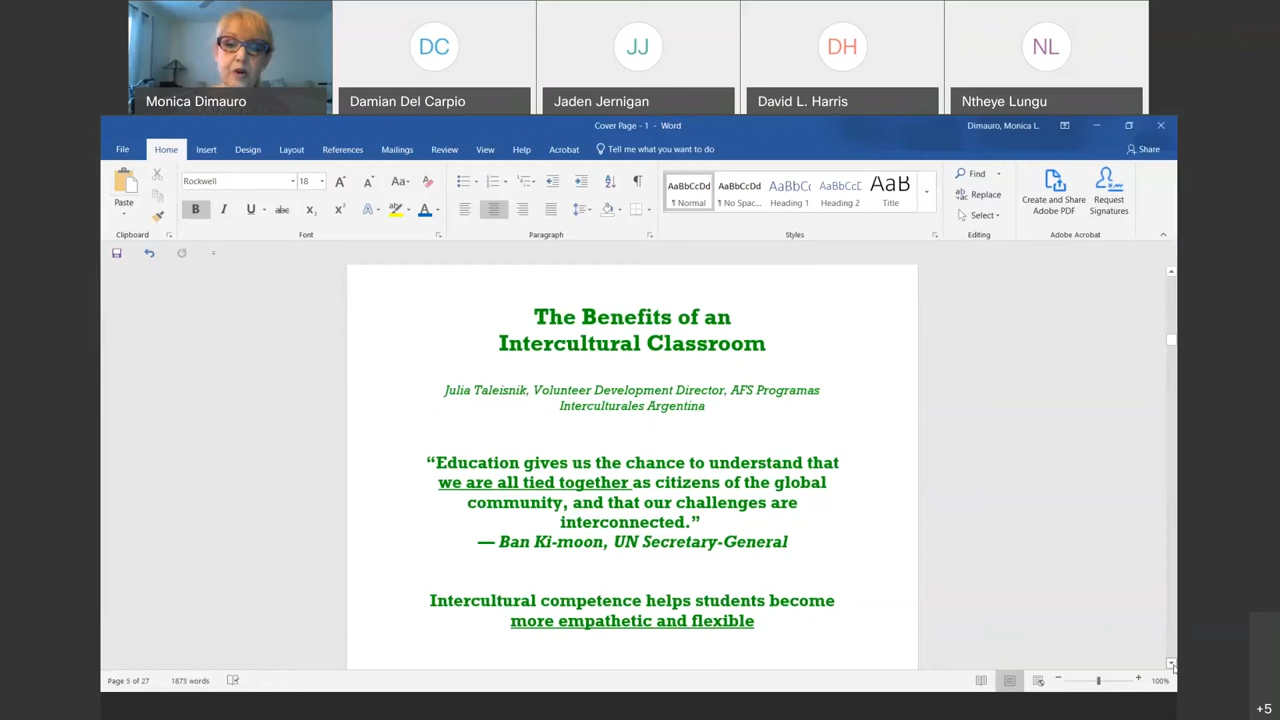 DC
JJ
DH
NL
Monica Dimauro
Damian Del Carpio
Jaden Jernigan
David L. Harris
Ntheye Lungu
Cover Page - 1 - Word
Dimauro, Monica L.
File Home Insert Design Layout References Mailings Review View Help Acrobat Tell me what you want to do Share
Paste
Rockwell 18
B I U abc X₂ X² A A
AaBbCcDd AaBbCcDd AaBbCc AaBbCcD AaB
¶ Normal ¶ No Spac... Heading 1 Heading 2 Title
Find
Replace
Select
Create and Share
Adobe PDF
Request
Signatures
Clipboard Font Paragraph Styles Editing Adobe Acrobat
The Benefits of an
Intercultural Classroom
Julia Taleisnik, Volunteer Development Director, AFS Programas
Interculturales Argentina
“Education gives us the chance to understand that
we are all tied together as citizens of the global
community, and that our challenges are
interconnected.”
— Ban Ki-moon, UN Secretary-General
Intercultural competence helps students become
more empathetic and flexible
Page 5 of 27 1873 words 100%
+5